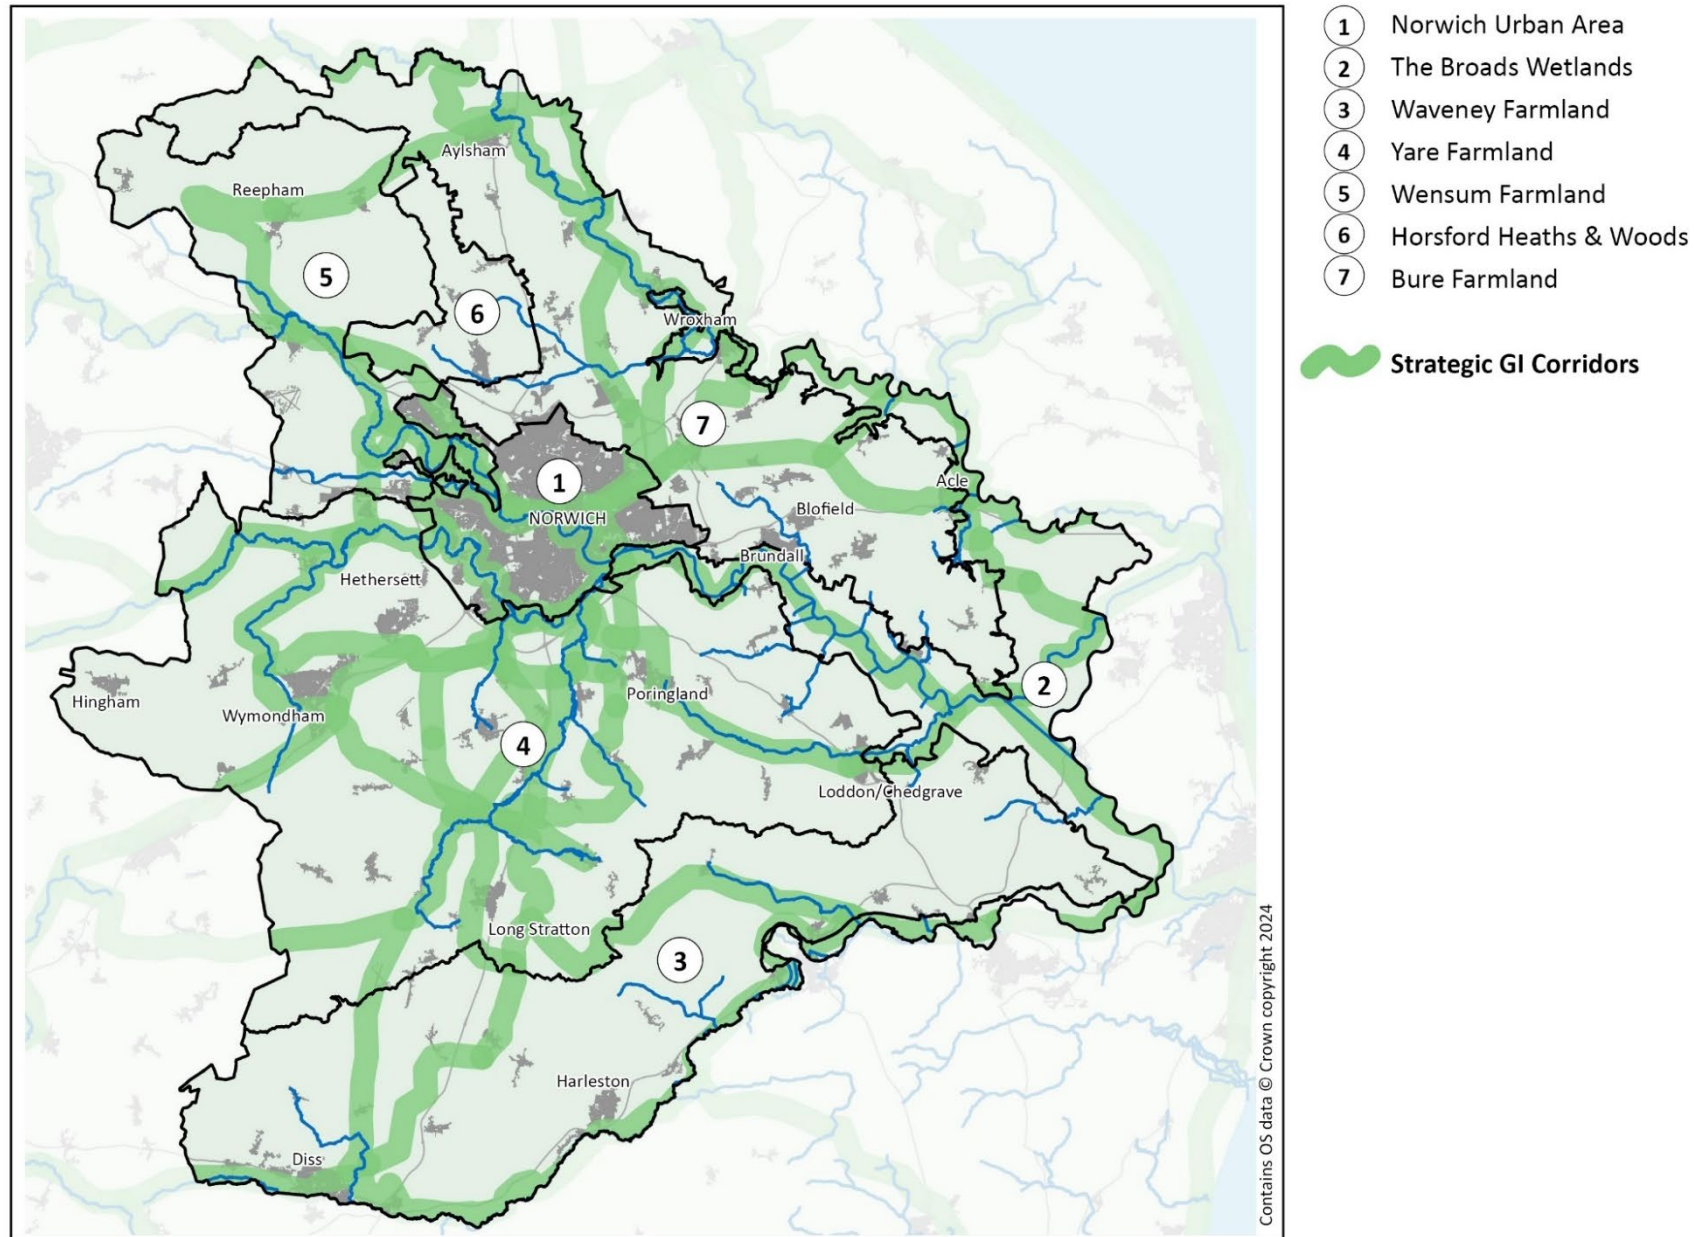 1 Norwich Urban Area
2 The Broads Wetlands
3 Waveney Farmland
4 Yare Farmland
5 Wensum Farmland
6 Horsford Heaths & Woods
7 Bure Farmland
Strategic GI Corridors
Aylsham
Reepham
5
6
Wroxham
7
1
Acle
NORWICH
Blofield
Brundall
Hethersett
2
Hingham
Wymondham
Poringland
4
Loddon/Chedgrave
Long Stratton
3
Harleston
Diss
Contains OS data © Crown copyright 2024